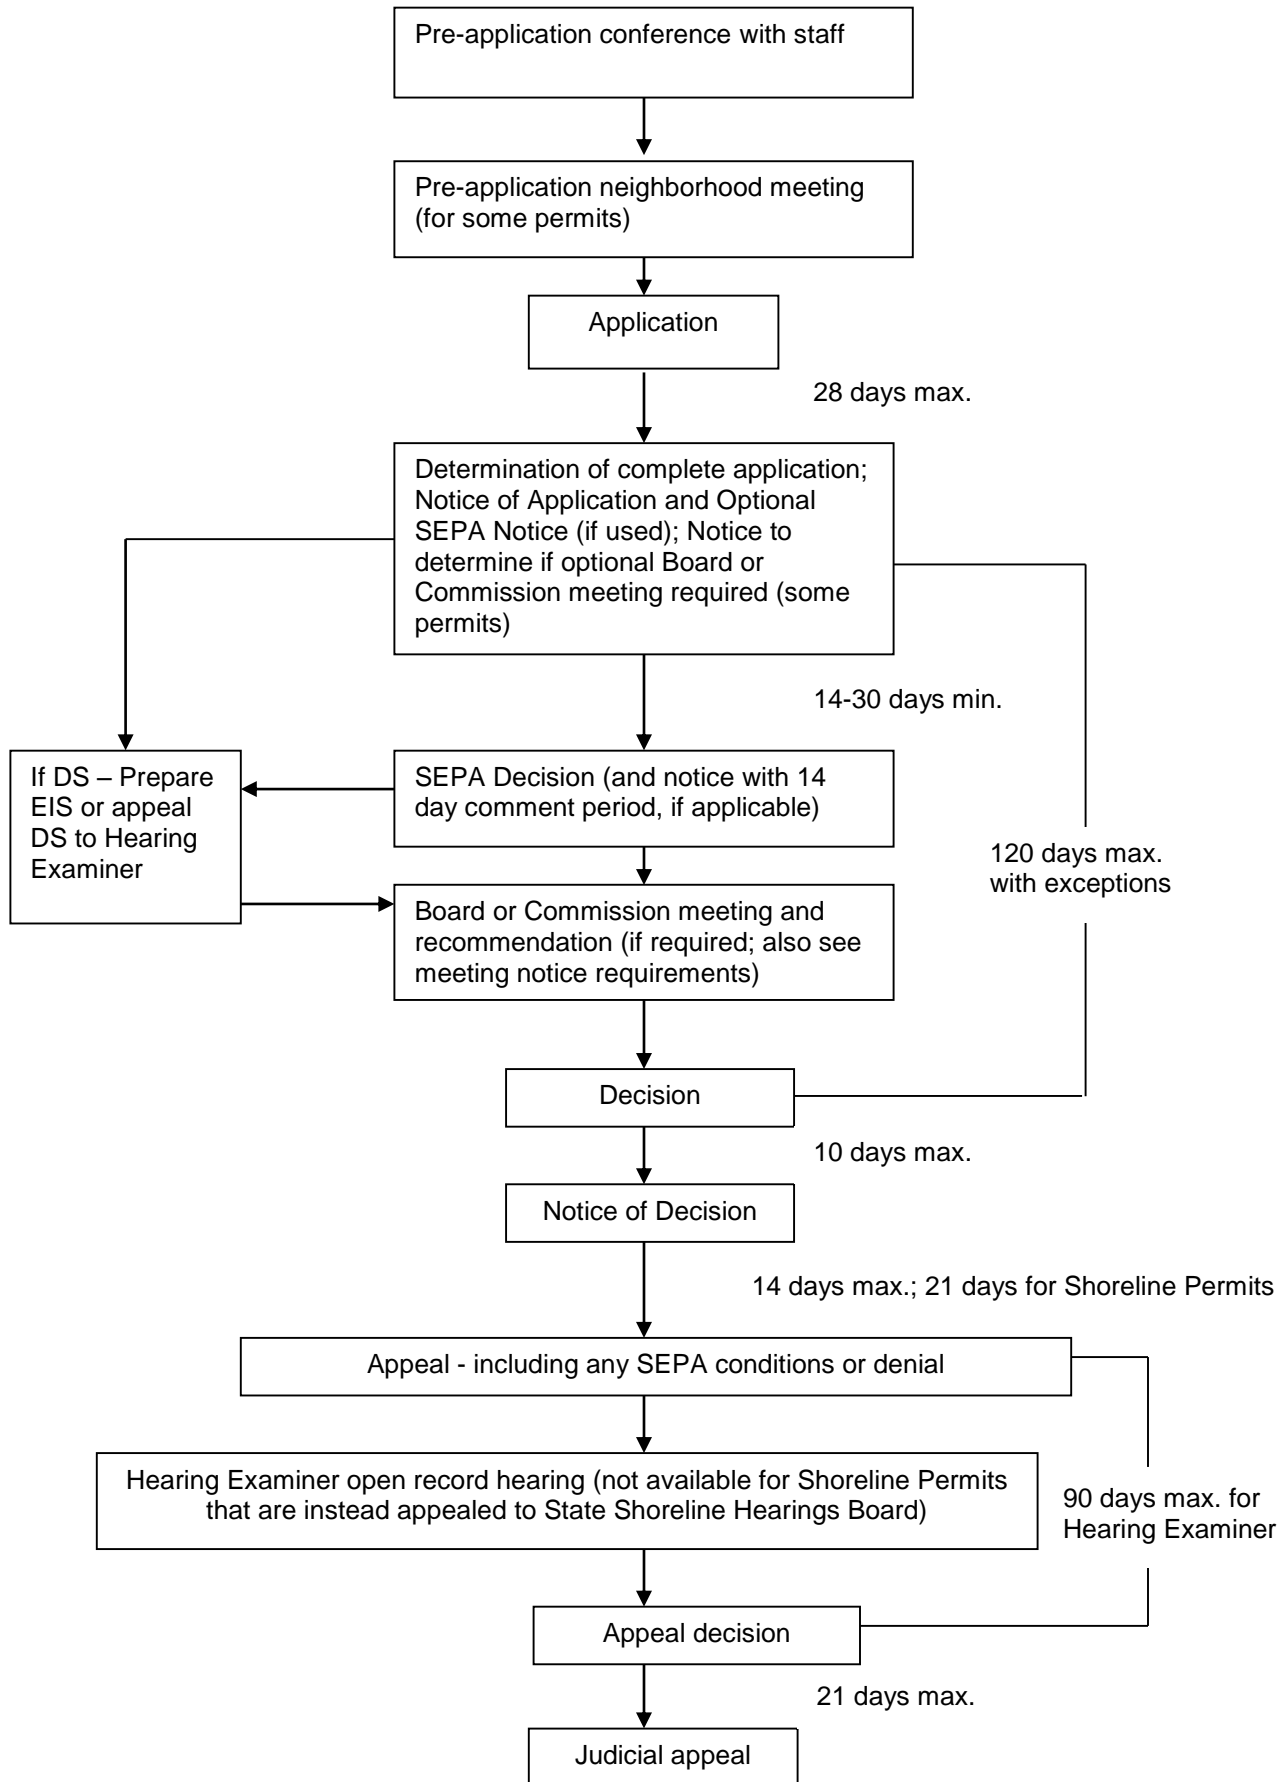 Pre-application conference with staff
Pre-application neighborhood meeting
(for some permits)
Application
28 days max.
Determination of complete application;
Notice of Application and Optional
SEPA Notice (if used); Notice to
determine if optional Board or
Commission meeting required (some
permits)
14-30 days min.
If DS – Prepare
EIS or appeal
DS to Hearing
Examiner
SEPA Decision (and notice with 14
day comment period, if applicable)
120 days max.
with exceptions
Board or Commission meeting and
recommendation (if required; also see
meeting notice requirements)
Decision
10 days max.
Notice of Decision
14 days max.; 21 days for Shoreline Permits
Appeal - including any SEPA conditions or denial
Hearing Examiner open record hearing (not available for Shoreline Permits
that are instead appealed to State Shoreline Hearings Board)
90 days max. for
Hearing Examiner
Appeal decision
21 days max.
Judicial appeal